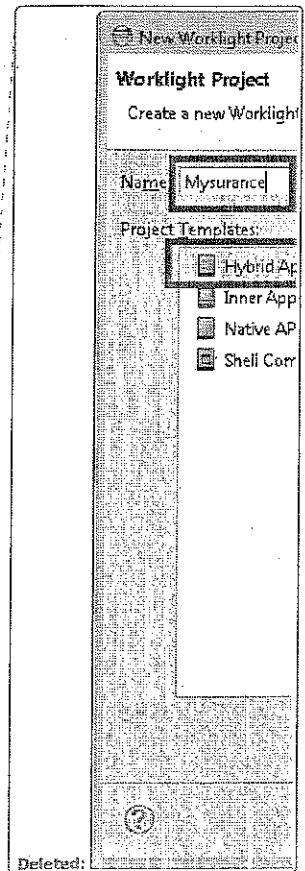 New Worklight Projec
Worklight Project
Create a new Worklight
Name Mysurance
Project Templates:
Hybrid Ap
Inner App
Native AP
Shell Com
Deleted: